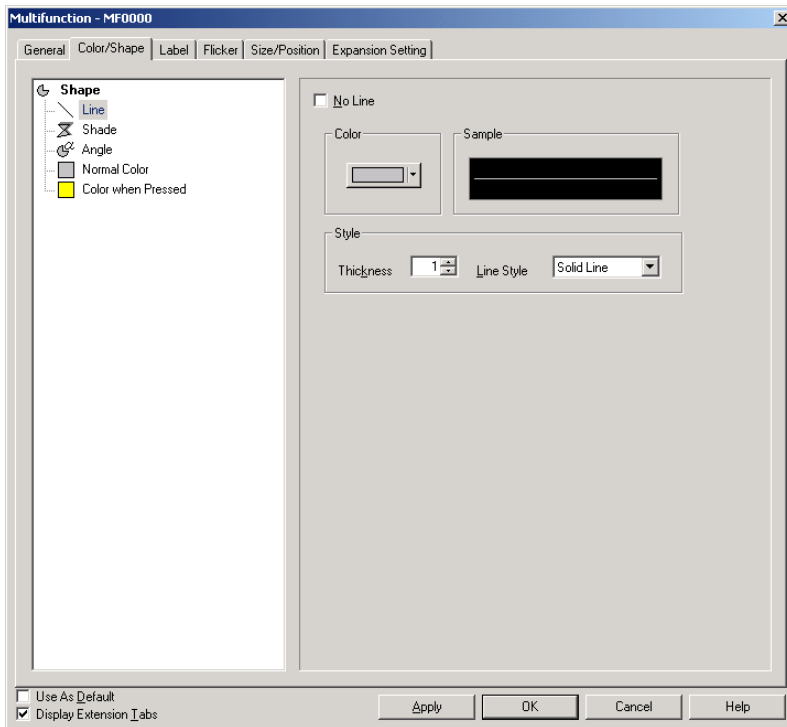 Multifunction - MF0000
General Color/Shape Label Flicker Size/Position Expansion Setting
Shape
Line
Shade
Angle
Normal Color
Color when Pressed
No Line
Color
Sample
Style
Thickness 1 Line Style Solid Line
Use As Default
Display Extension Tabs
Apply OK Cancel Help